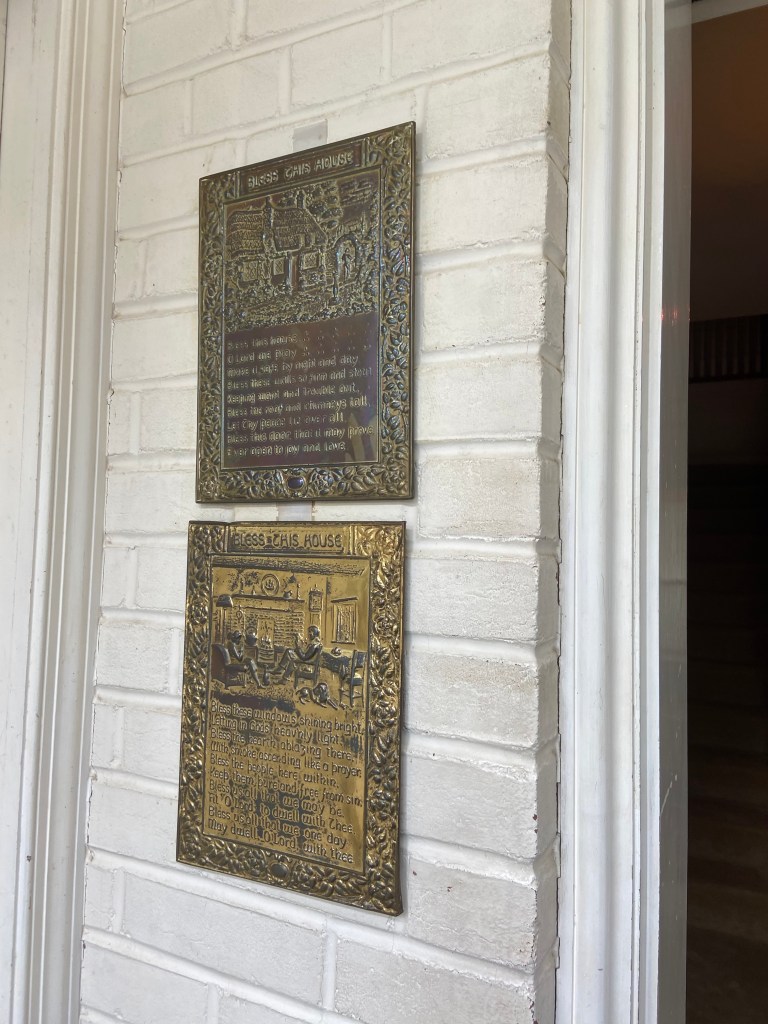 BLESS THIS HOUSE
Bless this house
O Lord we pray
Make it safe by night and day
Bless these walls so firm and stout
Keeping want and trouble out.
Bless the roof and chimneys tall
Let Thy peace lie over all
Bless this door that it may prove
Ever open to joy and love
BLESS THIS HOUSE
Bless these windows shining bright
Letting in God's heavenly light
Bless the hearth ablazing there,
With smoke ascending like a prayer
Bless the people here within.
Keep them pure and free from sin.
Bless us all that we may be.
Fit O Lord to dwell with Thee
Bless us all that we one day
May dwell, O Lord, with thee